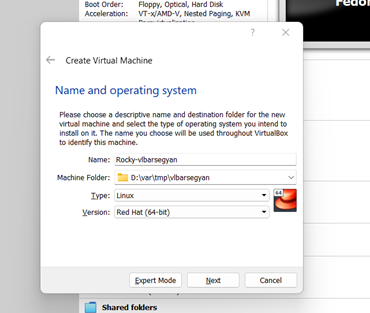 Boot Order: Floppy, Optical, Hard Disk
Acceleration: VT-x/AMD-V, Nested Paging, KVM
Fedo
?
Create Virtual Machine
Name and operating system
Please choose a descriptive name and destination folder for the new
virtual machine and select the type of operating system you intend to
install on it. The name you choose will be used throughout VirtualBox
to identify this machine.
Name: Rocky-vlbarsegyan
Machine Folder: D:\var\tmp\vlbarsegyan
Type: Linux
64
Version: Red Hat (64-bit)
Expert Mode Next Cancel
Shared folders